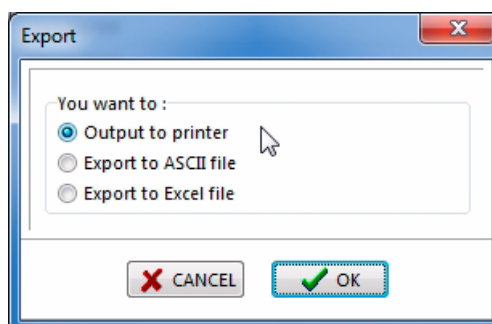 Export
You want to :
Output to printer
Export to ASCII file
Export to Excel file
CANCEL
OK